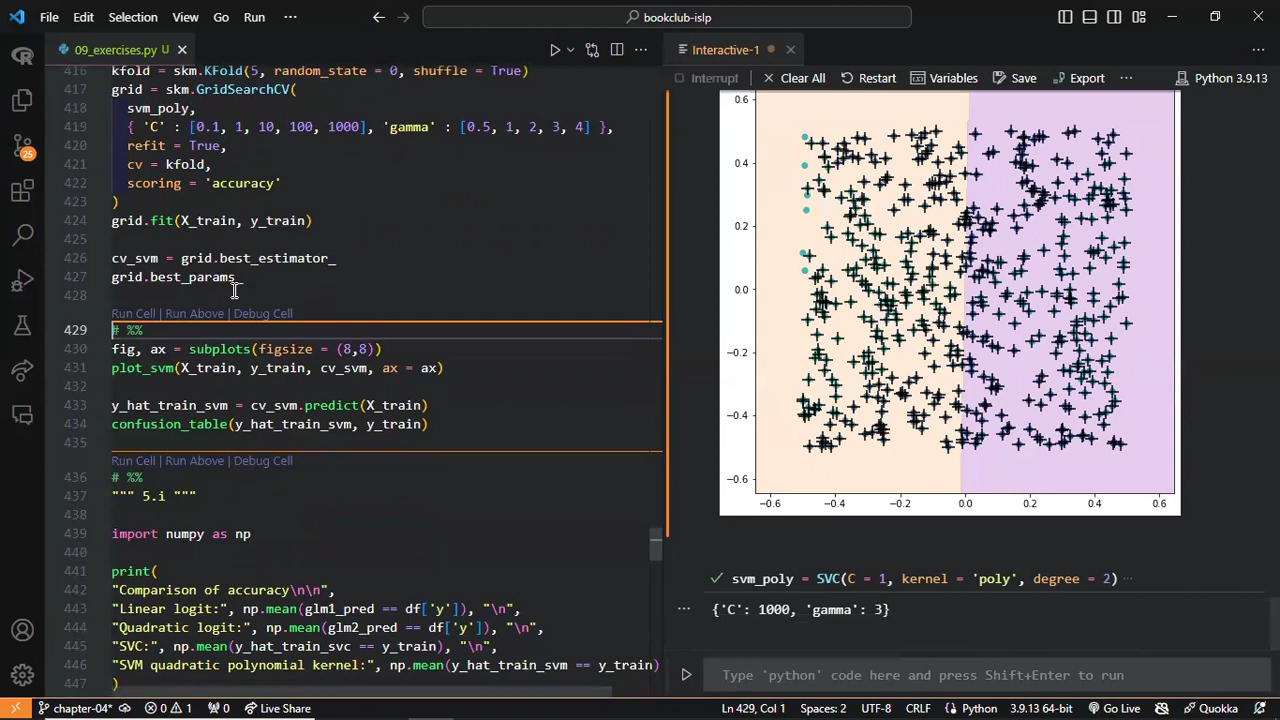 File Edit Selection View Go Run ··· bookclub-islp
09_exercises.py U
Interactive-1
416 kfold = skm.KFold(5, random_state = 0, shuffle = True)
417 grid = skm.GridSearchCV(
418 svm_poly,
419 { 'C' : [0.1, 1, 10, 100, 1000], 'gamma' : [0.5, 1, 2, 3, 4] },
420 refit = True,
421 cv = kfold,
422 scoring = 'accuracy'
423 )
424 grid.fit(X_train, y_train)
425
426 cv_svm = grid.best_estimator_
427 grid.best_params_
428
Run Cell | Run Above | Debug Cell
429 # %%
430 fig, ax = subplots(figsize = (8,8))
431 plot_svm(X_train, y_train, cv_svm, ax = ax)
432
433 y_hat_train_svm = cv_svm.predict(X_train)
434 confusion_table(y_hat_train_svm, y_train)
435
Run Cell | Run Above | Debug Cell
436 # %%
437 """ 5.i """
438
439 import numpy as np
440
441 print(
442 "Comparison of accuracy\n\n",
443 "Linear logit:", np.mean(glm1_pred == df['y']), "\n",
444 "Quadratic logit:", np.mean(glm2_pred == df['y']), "\n",
445 "SVC:", np.mean(y_hat_train_svc == y_train), "\n",
446 "SVM quadratic polynomial kernel:", np.mean(y_hat_train_svm == y_train)
447 )
25
Interrupt Clear All Restart Variables Save Export ··· Python 3.9.13
0.6
0.4
0.2
0.0
−0.2
−0.4
−0.6
−0.6 −0.4 −0.2 0.0 0.2 0.4 0.6
svm_poly = SVC(C = 1, kernel = 'poly', degree = 2) ···
{'C': 1000, 'gamma': 3}
Type 'python' code here and press Shift+Enter to run
chapter-04* 0 1 0 Live Share Ln 429, Col 1 Spaces: 2 UTF-8 CRLF Python 3.9.13 64-bit Go Live Quokka